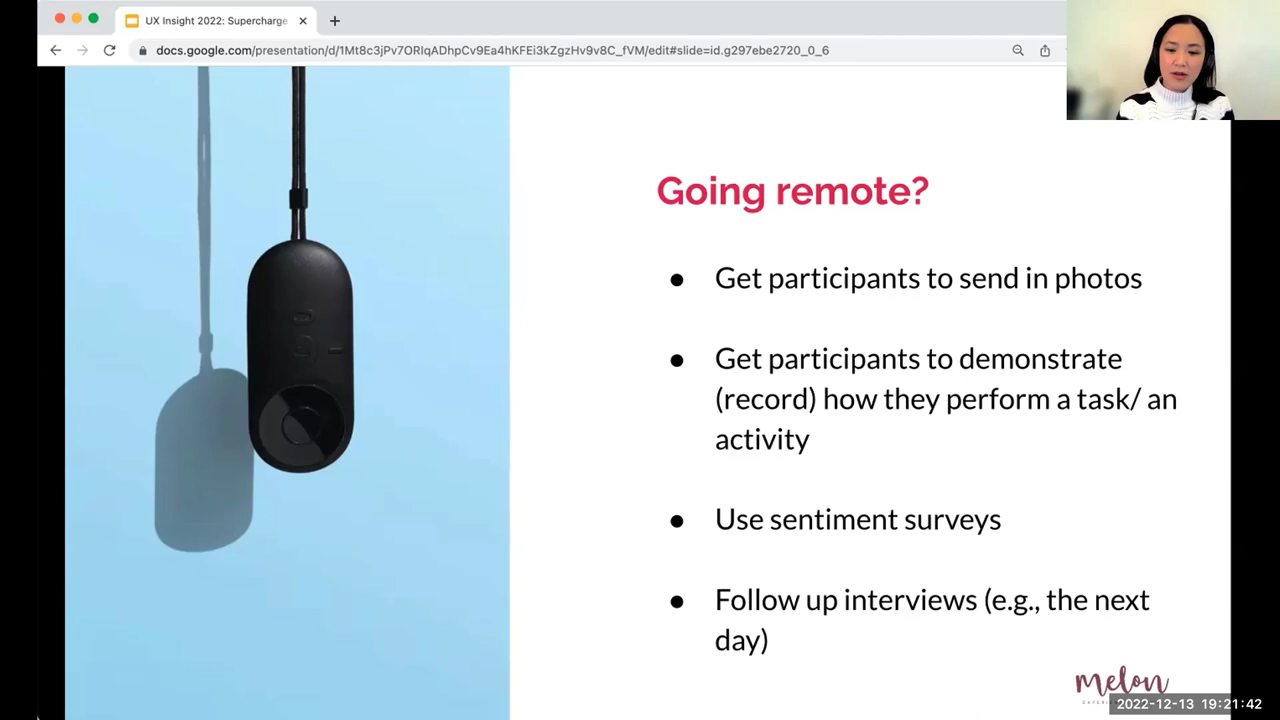 UX Insight 2022: Supercharge
docs.google.com/presentation/d/1Mt8c3jPv7ORIqADhpCv9Ea4hKFEi3kZgzHv9v8C_fVM/edit#slide=id.g297ebe2720_0_6
Going remote?
● Get participants to send in photos
● Get participants to demonstrate
(record) how they perform a task/ an
activity
● Use sentiment surveys
● Follow up interviews (e.g., the next
day)
melon
2022-12-13 19:21:42